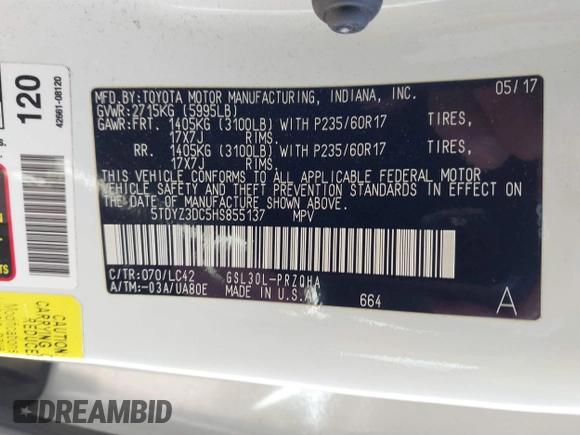 MFD.BY:TOYOTA MOTOR MANUFACTURING, INDIANA, INC. 05/17
GVWR:2715KG (5995LB)
GAWR:FRT. 1405KG (3100LB) WITH P235/60R17 TIRES,
17X7J RIMS,
RR. 1405KG (3100LB) WITH P235/60R17 TIRES,
17X7J RIMS.
THIS VEHICLE CONFORMS TO ALL APPLICABLE FEDERAL MOTOR
VEHICLE SAFETY AND THEFT PREVENTION STANDARDS IN EFFECT
ON THE DATE OF MANUFACTURE SHOWN ABOVE.
5TDYZ3DC5HS855137 MPV
C/TR:070/LC42 GSL30L-PRZQHA
A/TM:-03A/UA80E MADE IN U.S.A. 664 A
120
42661-08120
CAUTION
CARRYING
REDUCE
DREAMBID